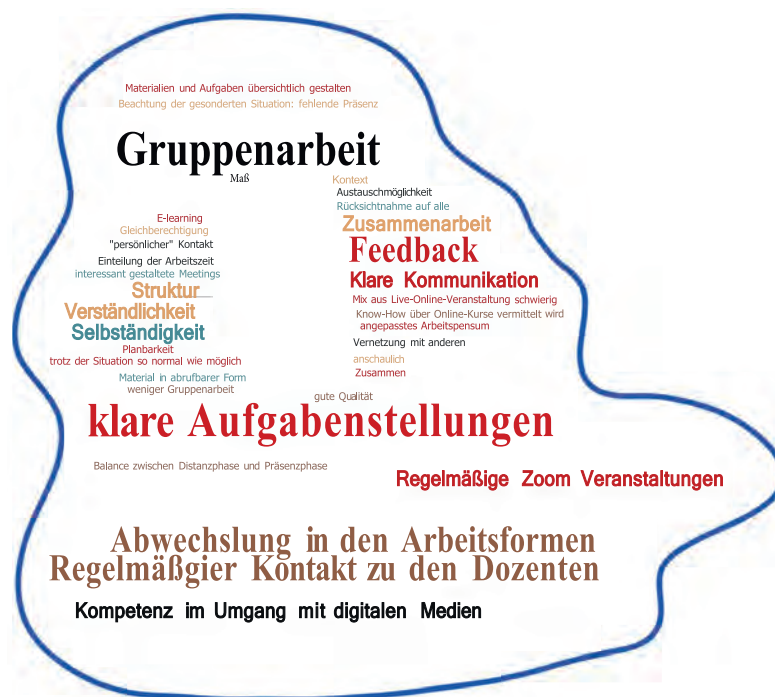 Materialien und Aufgaben übersichtlich gestalten
Beachtung der gesonderten Situation: fehlende Präsenz
Gruppenarbeit
Maß
Kontext
Austauschmöglichkeit
Rücksichtnahme auf alle
Zusammenarbeit
Feedback
Klare Kommunikation
Mix aus Live-Online-Veranstaltung schwierig
Know-How über Online-Kurse vermittelt wird
angepasstes Arbeitspensum
Vernetzung mit anderen
anschaulich
Zusammen
E-learning
Gleichberechtigung
"persönlicher" Kontakt
Einteilung der Arbeitszeit
interessant gestaltete Meetings
Struktur
Verständlichkeit
Selbständigkeit
Planbarkeit
trotz der Situation so normal wie möglich
Material in abrufbarer Form
weniger Gruppenarbeit
gute Qualität
klare Aufgabenstellungen
Balance zwischen Distanzphase und Präsenzphase
Regelmäßige Zoom Veranstaltungen
Abwechslung in den Arbeitsformen
Regelmäßgier Kontakt zu den Dozenten
Kompetenz im Umgang mit digitalen Medien